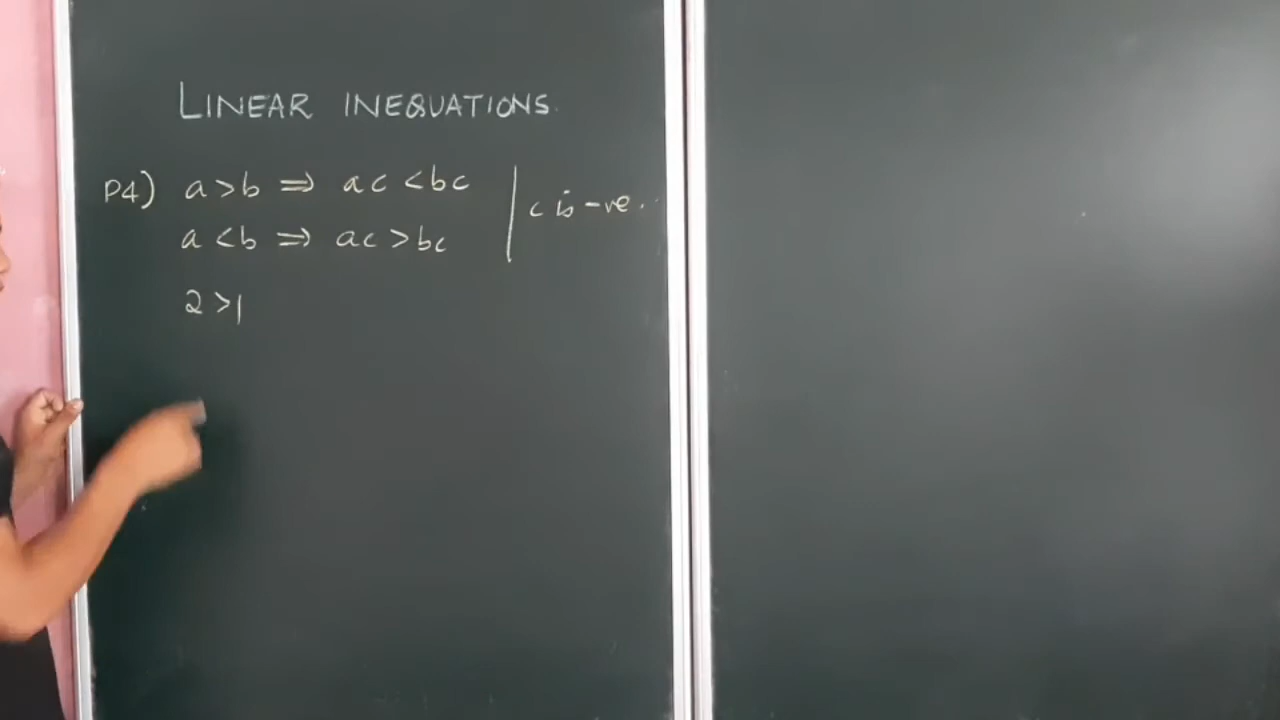 LINEAR INEQUATIONS.
P4) a > b ⇒ ac < bc | c is -ve.
a < b ⇒ ac > bc
2 > 1